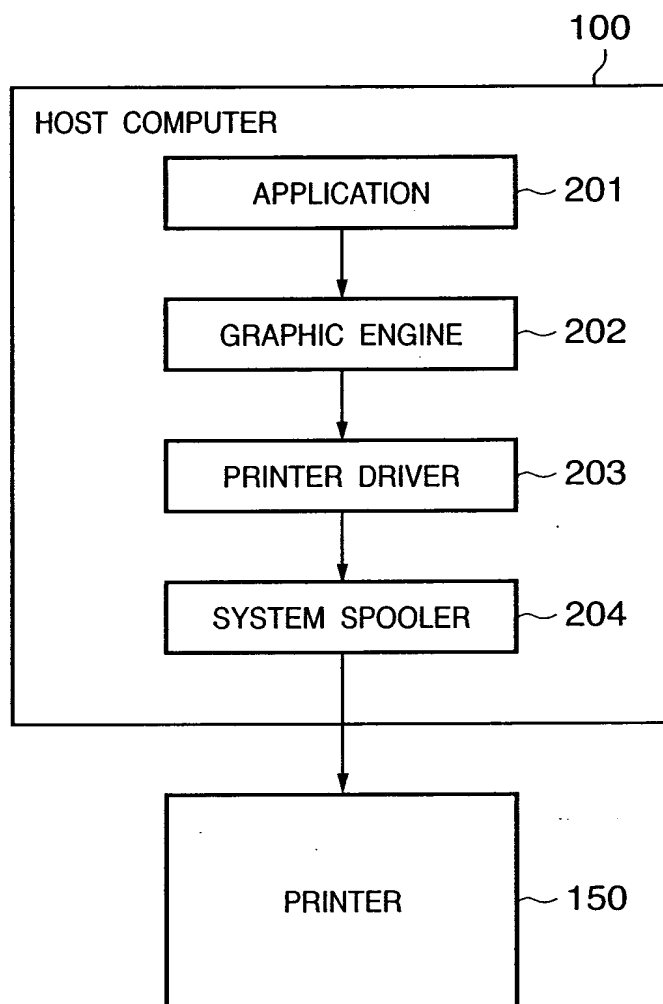 100
HOST COMPUTER
APPLICATION 201
GRAPHIC ENGINE 202
PRINTER DRIVER 203
SYSTEM SPOOLER 204
PRINTER 150